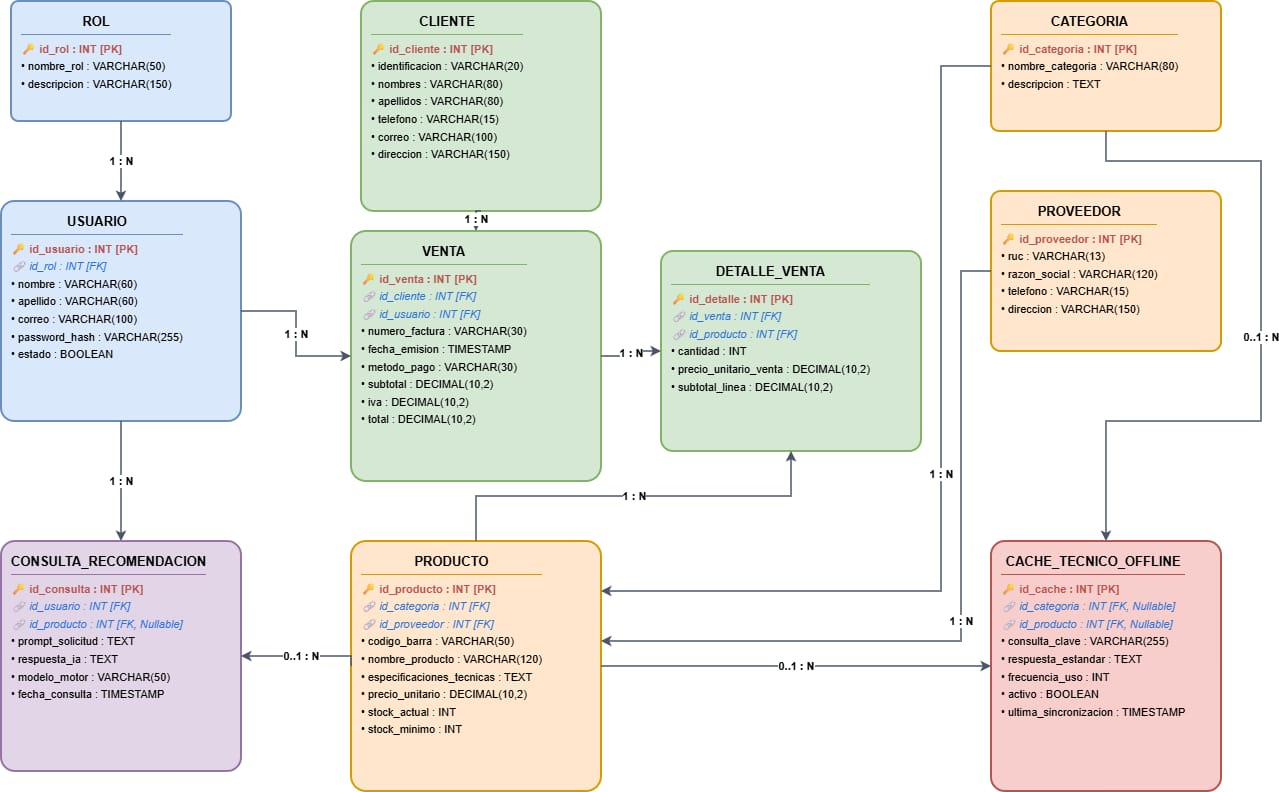 ROL
🔑 id_rol : INT [PK]
• nombre_rol : VARCHAR(50)
• descripcion : VARCHAR(150)
1 : N
CLIENTE
🔑 id_cliente : INT [PK]
• identificacion : VARCHAR(20)
• nombres : VARCHAR(80)
• apellidos : VARCHAR(80)
• telefono : VARCHAR(15)
• correo : VARCHAR(100)
• direccion : VARCHAR(150)
1 : N
CATEGORIA
🔑 id_categoria : INT [PK]
• nombre_categoria : VARCHAR(80)
• descripcion : TEXT
USUARIO
🔑 id_usuario : INT [PK]
🔗 id_rol : INT [FK]
• nombre : VARCHAR(60)
• apellido : VARCHAR(60)
• correo : VARCHAR(100)
• password_hash : VARCHAR(255)
• estado : BOOLEAN
1 : N
VENTA
🔑 id_venta : INT [PK]
🔗 id_cliente : INT [FK]
🔗 id_usuario : INT [FK]
• numero_factura : VARCHAR(30)
• fecha_emision : TIMESTAMP
• metodo_pago : VARCHAR(30)
• subtotal : DECIMAL(10,2)
• iva : DECIMAL(10,2)
• total : DECIMAL(10,2)
1 : N
DETALLE_VENTA
🔑 id_detalle : INT [PK]
🔗 id_venta : INT [FK]
🔗 id_producto : INT [FK]
• cantidad : INT
• precio_unitario_venta : DECIMAL(10,2)
• subtotal_linea : DECIMAL(10,2)
PROVEEDOR
🔑 id_proveedor : INT [PK]
• ruc : VARCHAR(13)
• razon_social : VARCHAR(120)
• telefono : VARCHAR(15)
• direccion : VARCHAR(150)
0..1 : N
1 : N
1 : N
1 : N
CONSULTA_RECOMENDACION
🔑 id_consulta : INT [PK]
🔗 id_usuario : INT [FK]
🔗 id_producto : INT [FK, Nullable]
• prompt_solicitud : TEXT
• respuesta_ia : TEXT
• modelo_motor : VARCHAR(50)
• fecha_consulta : TIMESTAMP
0..1 : N
PRODUCTO
🔑 id_producto : INT [PK]
🔗 id_categoria : INT [FK]
🔗 id_proveedor : INT [FK]
• codigo_barra : VARCHAR(50)
• nombre_producto : VARCHAR(120)
• especificaciones_tecnicas : TEXT
• precio_unitario : DECIMAL(10,2)
• stock_actual : INT
• stock_minimo : INT
1 : N
0..1 : N
CACHE_TECNICO_OFFLINE
🔑 id_cache : INT [PK]
🔗 id_categoria : INT [FK, Nullable]
🔗 id_producto : INT [FK, Nullable]
• consulta_clave : VARCHAR(255)
• respuesta_estandar : TEXT
• frecuencia_uso : INT
• activo : BOOLEAN
• ultima_sincronizacion : TIMESTAMP